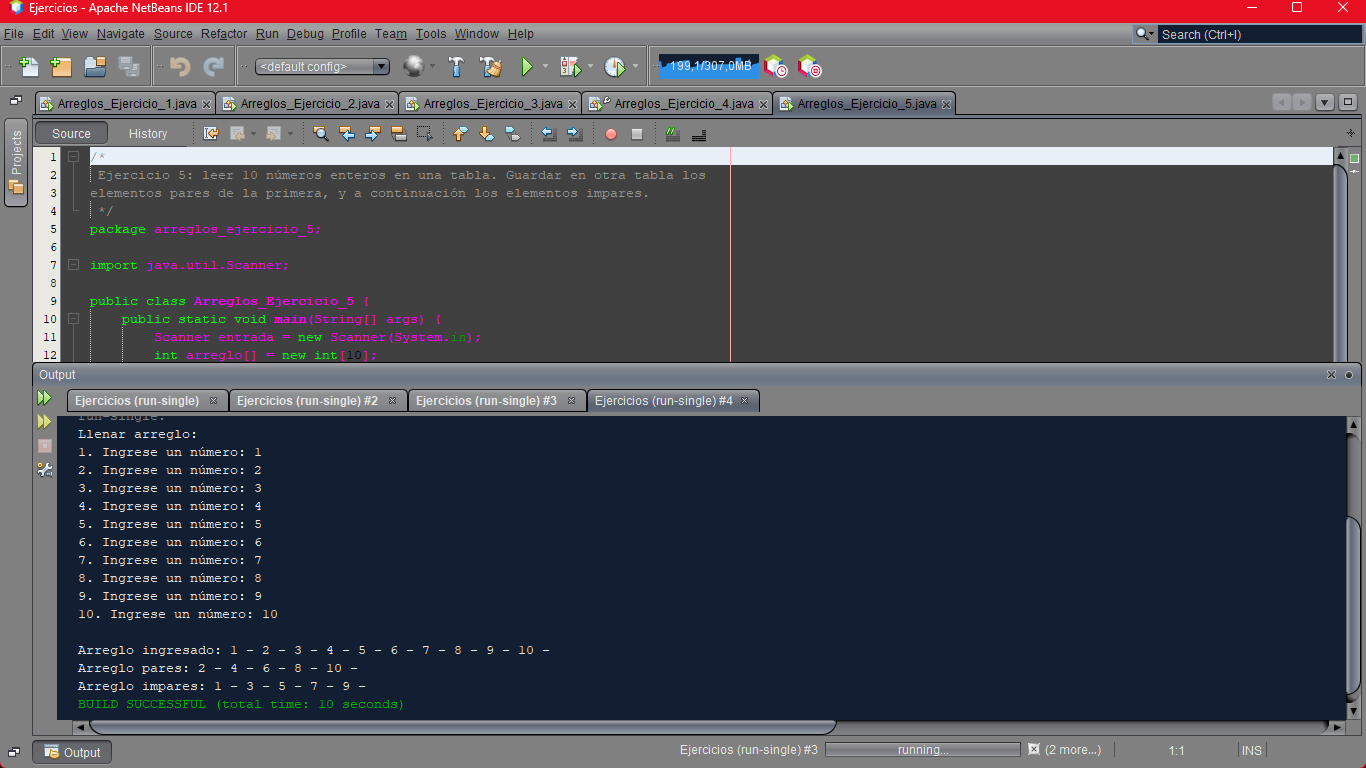 Ejercicios - Apache NetBeans IDE 12.1
File Edit View Navigate Source Refactor Run Debug Profile Team Tools Window Help
Search (Ctrl+I)
<default config>
199,1/307,0MB
Arreglos_Ejercicio_1.java Arreglos_Ejercicio_2.java Arreglos_Ejercicio_3.java Arreglos_Ejercicio_4.java Arreglos_Ejercicio_5.java
Projects
Source History
1 /*
2 Ejercicio 5: leer 10 números enteros en una tabla. Guardar en otra tabla los
3 elementos pares de la primera, y a continuación los elementos impares.
4 */
5 package arreglos_ejercicio_5;
6
7 import java.util.Scanner;
8
9 public class Arreglos_Ejercicio_5 {
10 public static void main(String[] args) {
11 Scanner entrada = new Scanner(System.in);
12 int arreglo[] = new int[10];
Output
Ejercicios (run-single) Ejercicios (run-single) #2 Ejercicios (run-single) #3 Ejercicios (run-single) #4
run-single:
Llenar arreglo:
1. Ingrese un número: 1
2. Ingrese un número: 2
3. Ingrese un número: 3
4. Ingrese un número: 4
5. Ingrese un número: 5
6. Ingrese un número: 6
7. Ingrese un número: 7
8. Ingrese un número: 8
9. Ingrese un número: 9
10. Ingrese un número: 10
Arreglo ingresado: 1 - 2 - 3 - 4 - 5 - 6 - 7 - 8 - 9 - 10 -
Arreglo pares: 2 - 4 - 6 - 8 - 10 -
Arreglo impares: 1 - 3 - 5 - 7 - 9 -
BUILD SUCCESSFUL (total time: 10 seconds)
Output
Ejercicios (run-single) #3 running... (2 more...) 1:1 INS